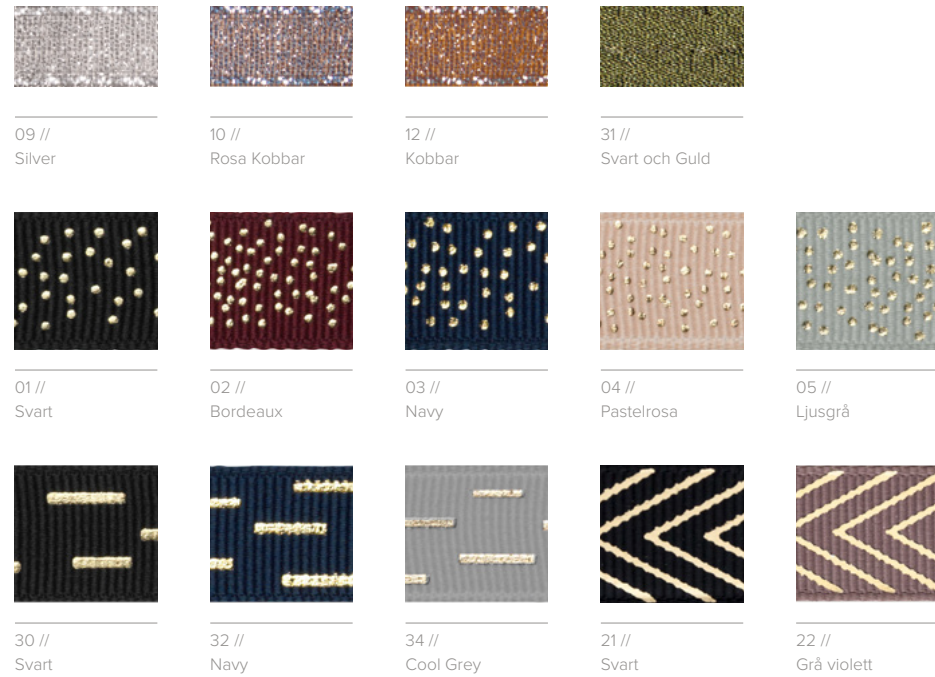 09 //
Silver
10 //
Rosa Kobbar
12 //
Kobbar
31 //
Svart och Guld
01 //
Svart
02 //
Bordeaux
03 //
Navy
04 //
Pastelrosa
05 //
Ljusgrå
30 //
Svart
32 //
Navy
34 //
Cool Grey
21 //
Svart
22 //
Grå violett